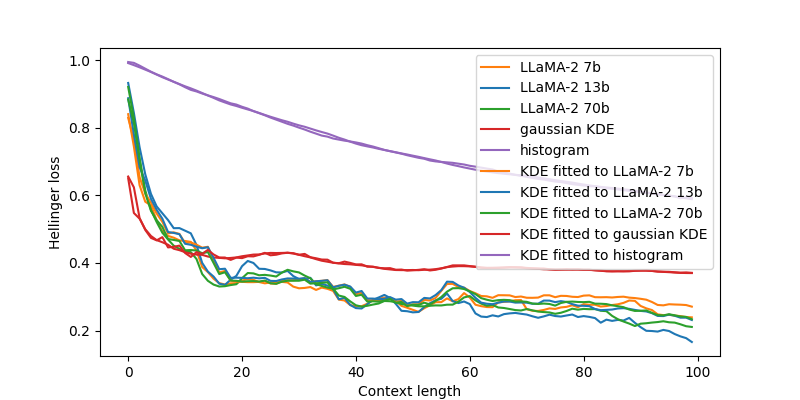 1.0
0.8
0.6
0.4
0.2
Hellinger loss
0
20
40
60
80
100
Context length
LLaMA-2 7b
LLaMA-2 13b
LLaMA-2 70b
gaussian KDE
histogram
KDE fitted to LLaMA-2 7b
KDE fitted to LLaMA-2 13b
KDE fitted to LLaMA-2 70b
KDE fitted to gaussian KDE
KDE fitted to histogram